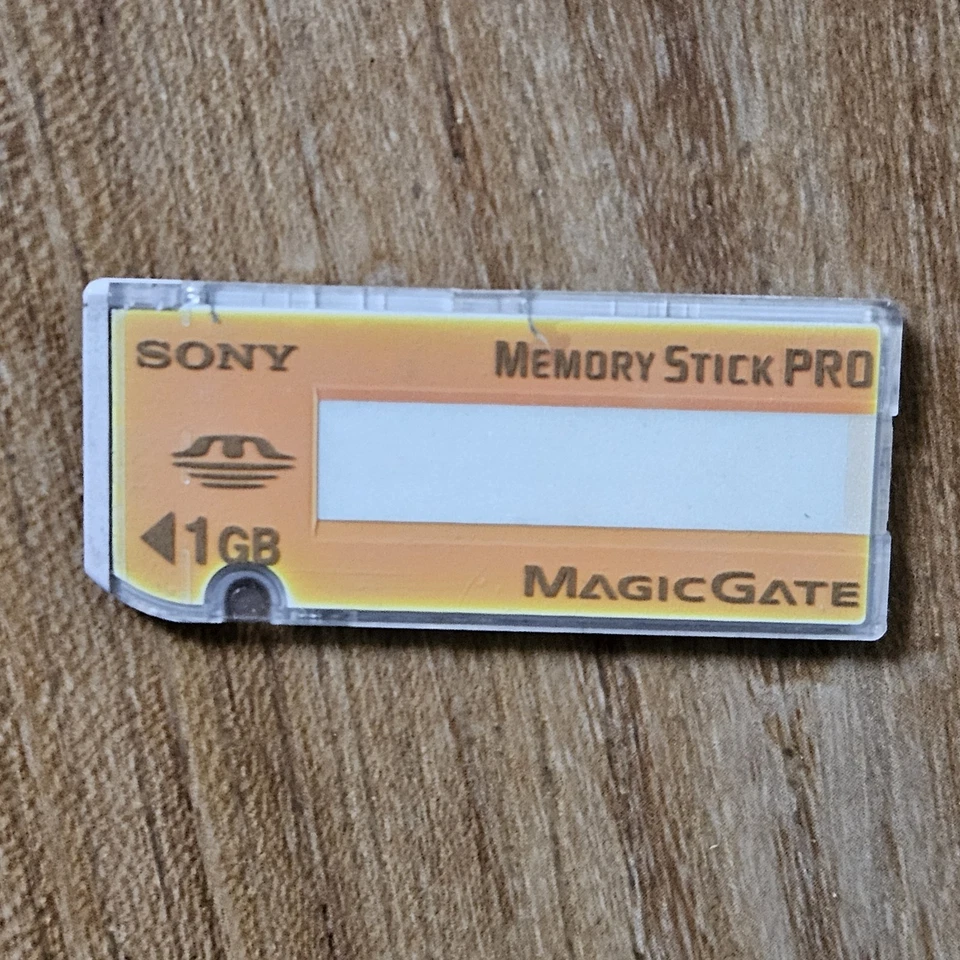 SONY
MEMORY STICK PRO
1GB
MAGICGATE